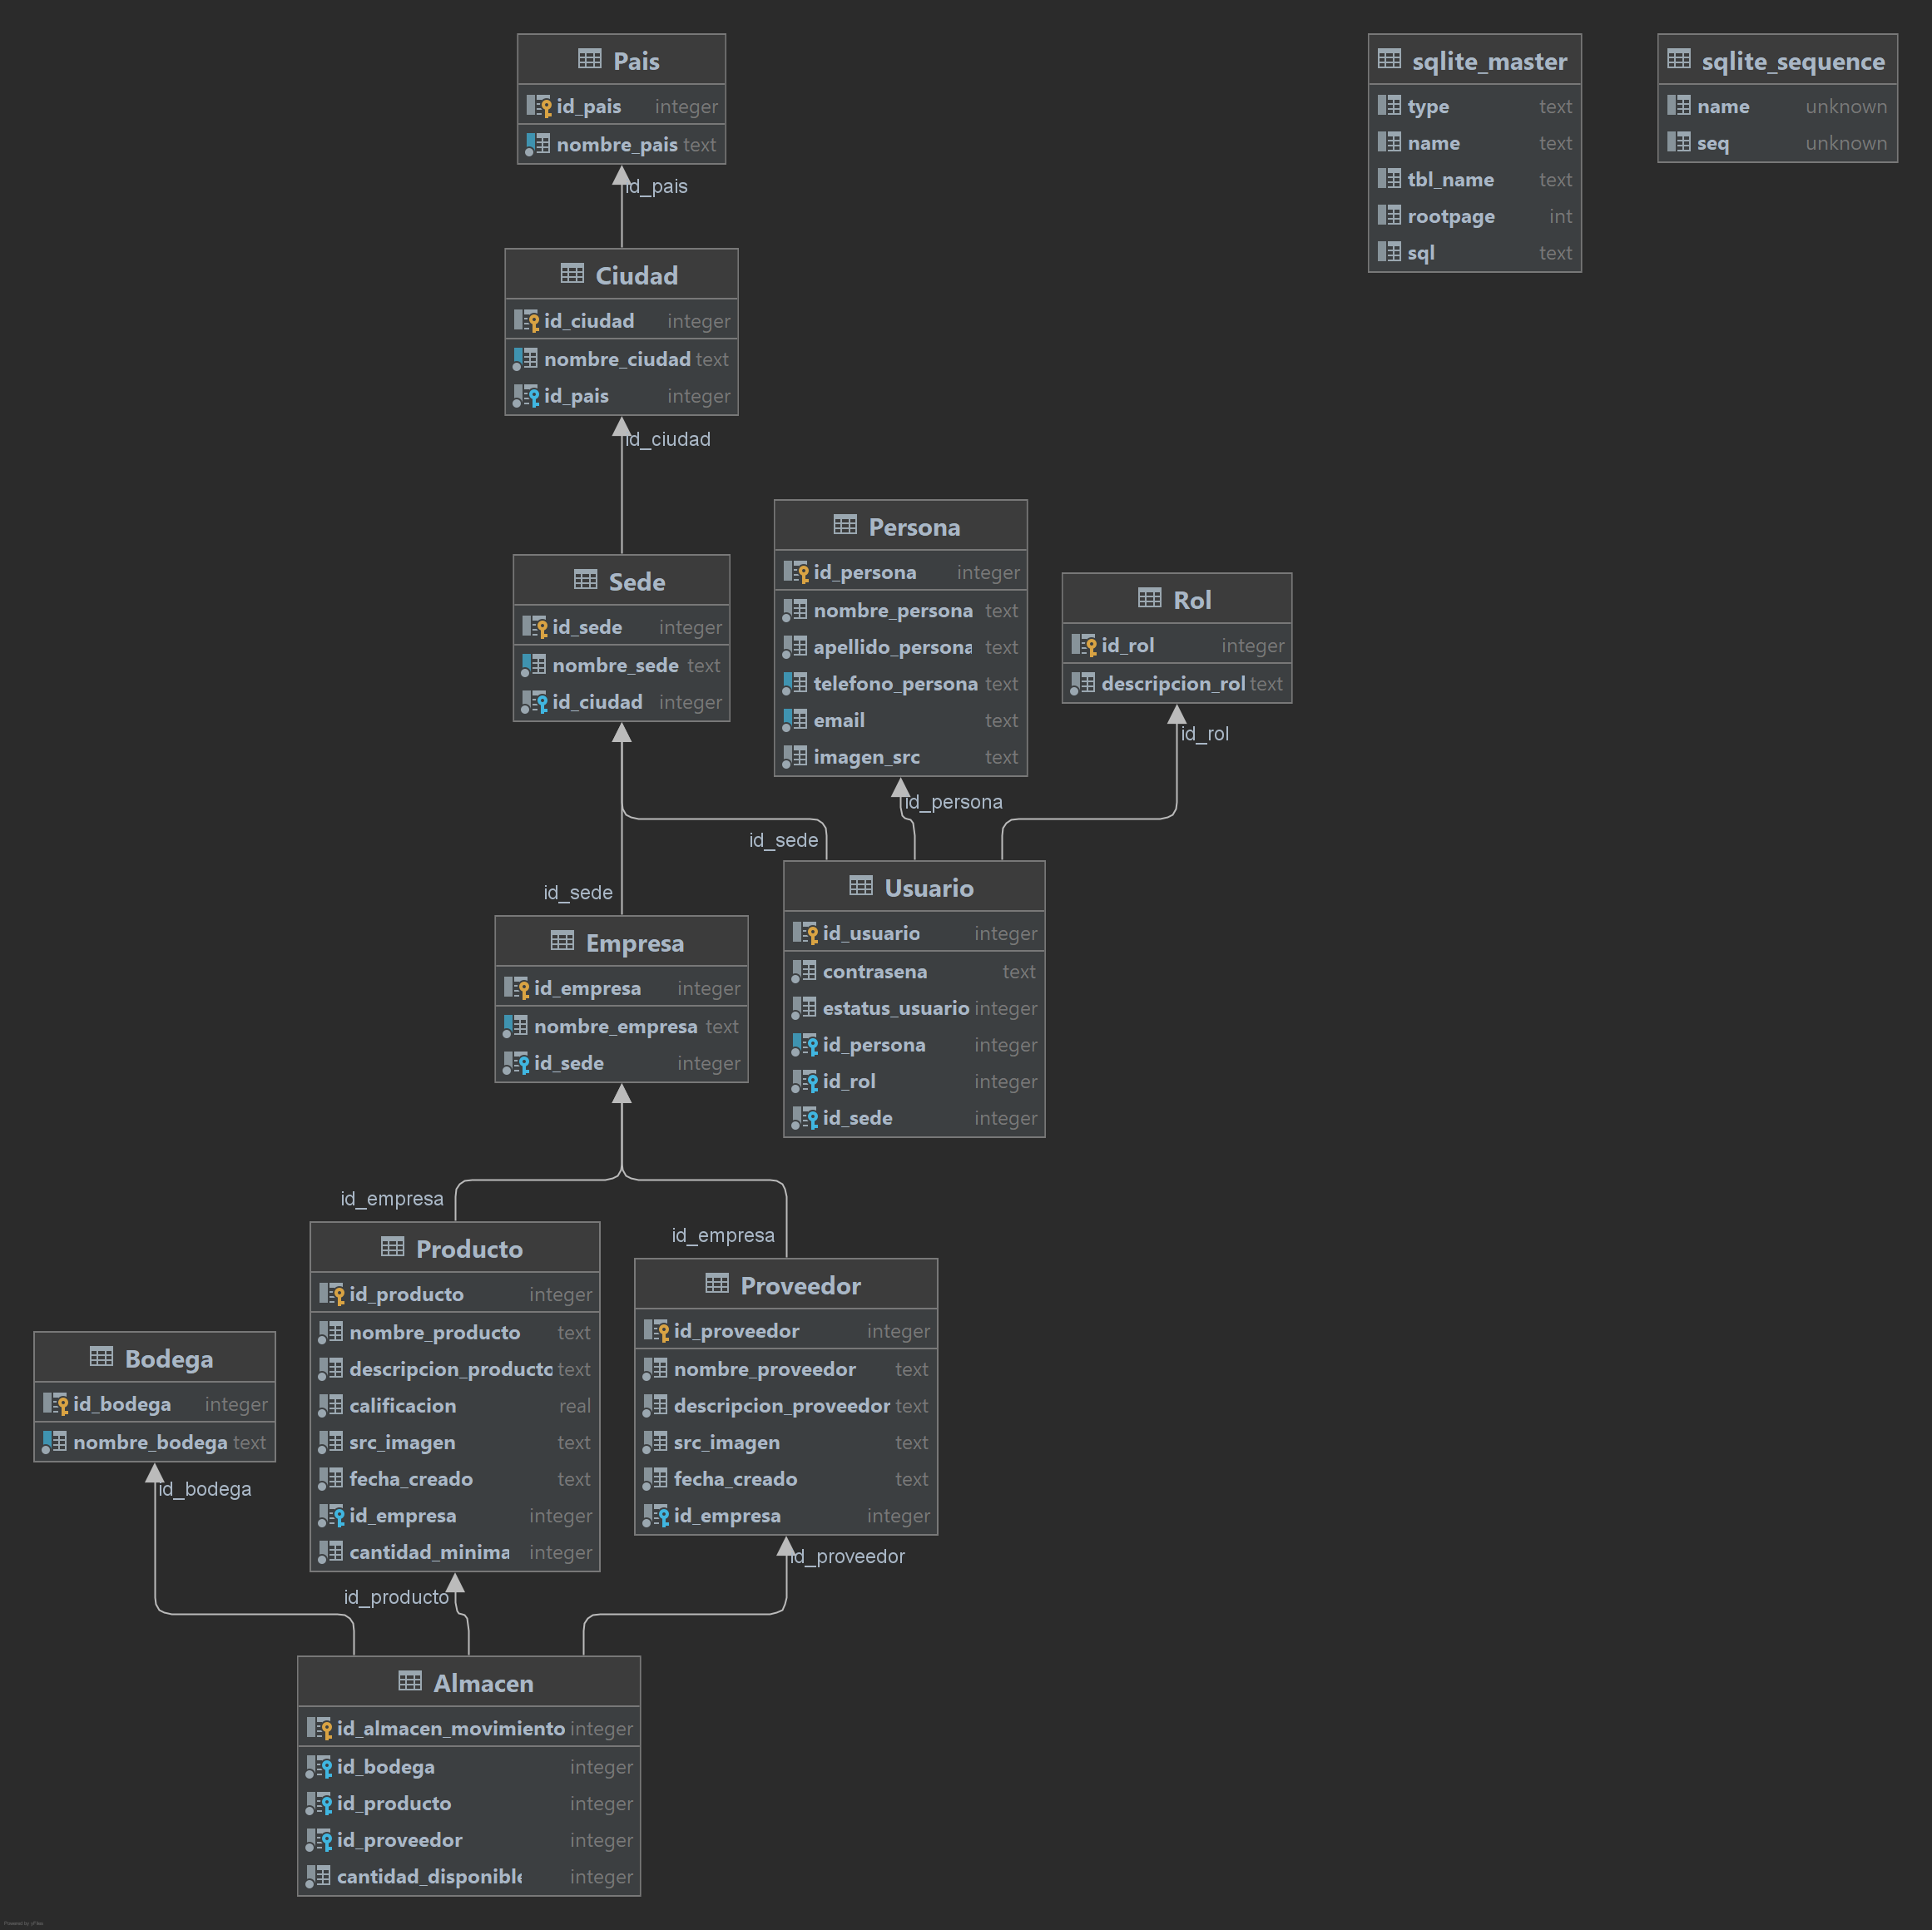 Pais
id_pais integer
nombre_pais text
id_pais
Ciudad
id_ciudad integer
nombre_ciudad text
id_pais integer
id_ciudad
Sede
id_sede integer
nombre_sede text
id_ciudad integer
Persona
id_persona integer
nombre_persona text
apellido_persona text
telefono_persona text
email text
imagen_src text
Rol
id_rol integer
descripcion_rol text
id_rol
id_persona
id_sede
id_sede
Usuario
id_usuario integer
contrasena text
estatus_usuario integer
id_persona integer
id_rol integer
id_sede integer
Empresa
id_empresa integer
nombre_empresa text
id_sede integer
id_empresa
id_empresa
Producto
id_producto integer
nombre_producto text
descripcion_producto text
calificacion real
src_imagen text
fecha_creado text
id_empresa integer
cantidad_minima integer
Proveedor
id_proveedor integer
nombre_proveedor text
descripcion_proveedor text
src_imagen text
fecha_creado text
id_empresa integer
Bodega
id_bodega integer
nombre_bodega text
id_bodega
id_producto
id_proveedor
Almacen
id_almacen_movimiento integer
id_bodega integer
id_producto integer
id_proveedor integer
cantidad_disponible integer
sqlite_master
type text
name text
tbl_name text
rootpage int
sql text
sqlite_sequence
name unknown
seq unknown
Powered by yFiles